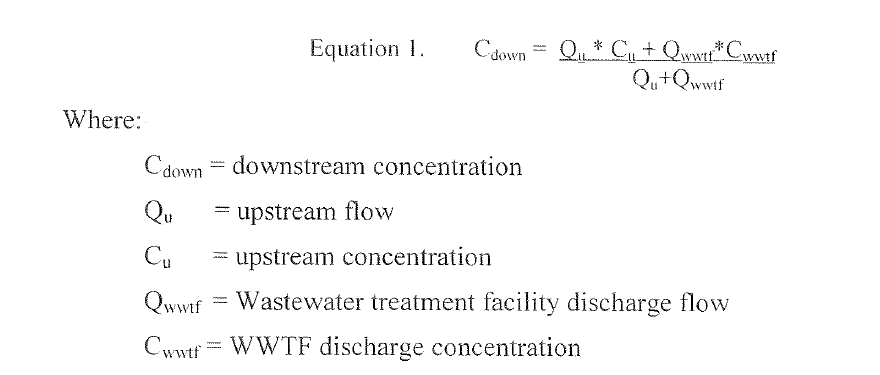 Equation 1. Cdown = Qu * Cu + Qwwtf*Cwwtf
Qu+Qwwtf
Where:
Cdown = downstream concentration
Qu = upstream flow
Cu = upstream concentration
Qwwtf = Wastewater treatment facility discharge flow
Cwwtf = WWTF discharge concentration